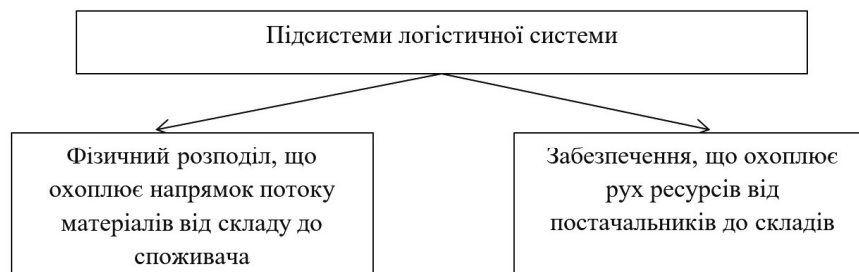 Підсистеми логістичної системи
Фізичний розподіл, що
охоплює напрямок потоку
матеріалів від складу до
споживача
Забезпечення, що охоплює
рух ресурсів від
постачальників до складів